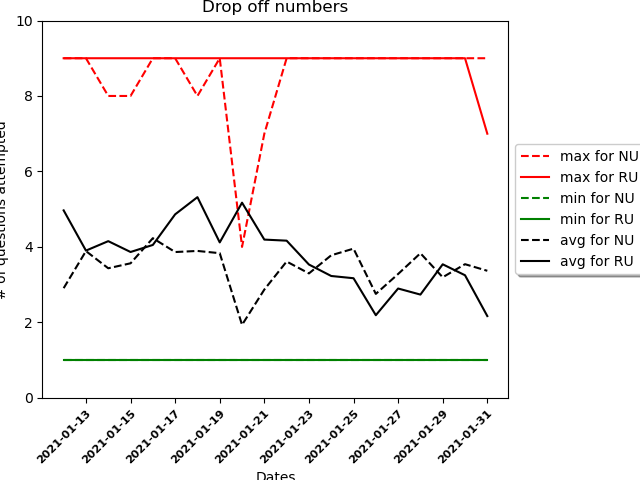 Drop off numbers
# of questions attempted
10
8
6
4
2
0
2021-01-13
2021-01-15
2021-01-17
2021-01-19
2021-01-21
2021-01-23
2021-01-25
2021-01-27
2021-01-29
2021-01-31
Dates
max for NU
max for RU
min for NU
min for RU
avg for NU
avg for RU